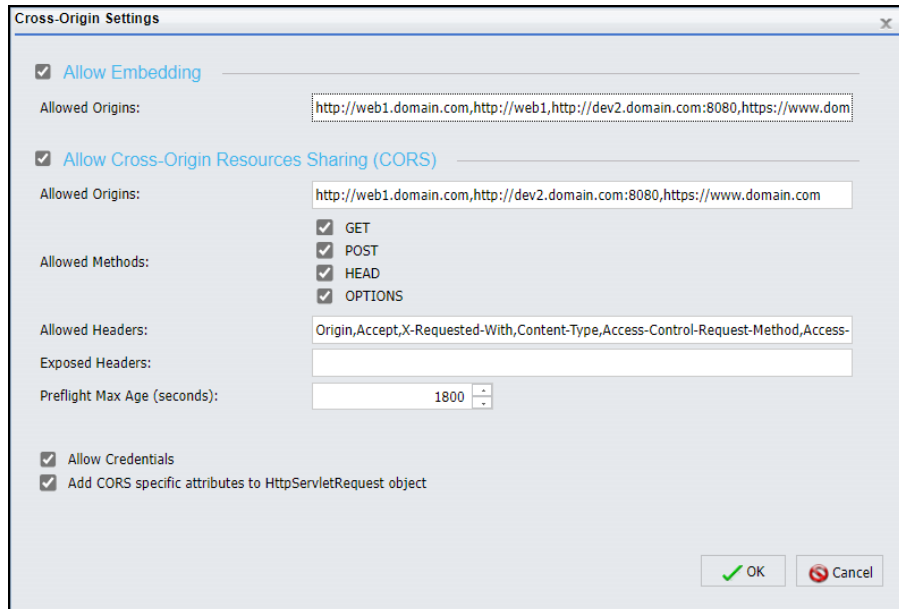 Cross-Origin Settings
Allow Embedding
Allowed Origins: http://web1.domain.com,http://web1,http://dev2.domain.com:8080,https://www.dom
Allow Cross-Origin Resources Sharing (CORS)
Allowed Origins: http://web1.domain.com,http://dev2.domain.com:8080,https://www.domain.com
GET
POST
Allowed Methods:
HEAD
OPTIONS
Allowed Headers: Origin,Accept,X-Requested-With,Content-Type,Access-Control-Request-Method,Access-
Exposed Headers:
Preflight Max Age (seconds): 1800
Allow Credentials
Add CORS specific attributes to HttpServletRequest object
OK Cancel